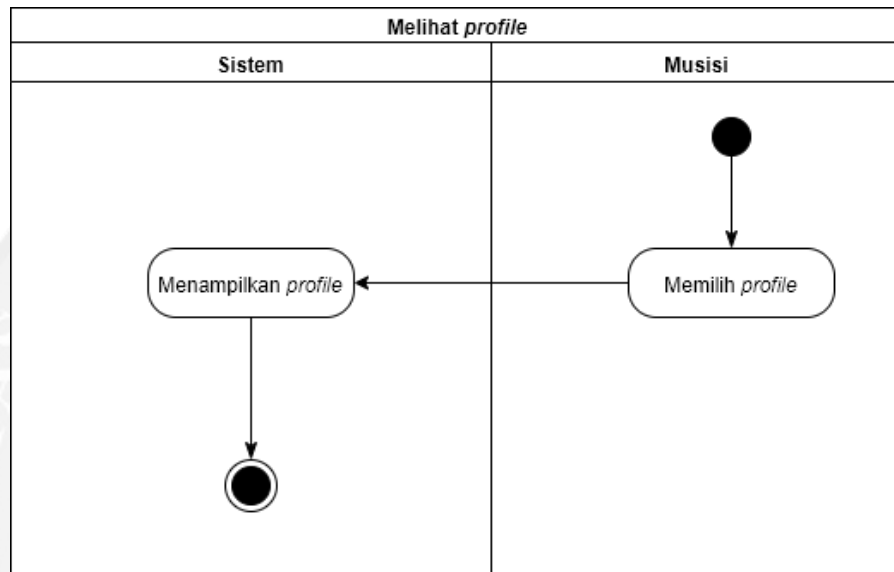 Melihat profile
Sistem
Musisi
Menampilkan profile
Memilih profile